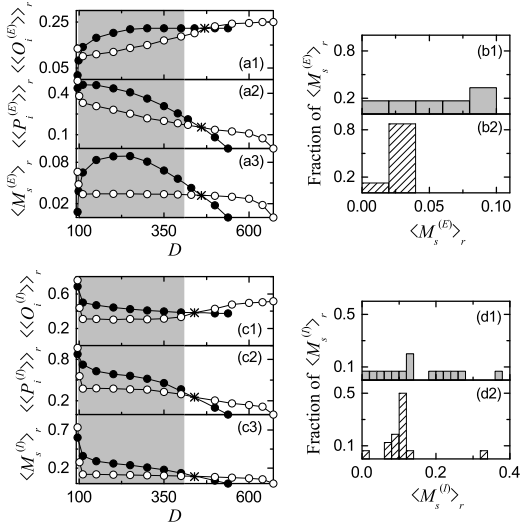 0.25
0.05
⟨⟨O_i^(E)⟩⟩_r
(a1)
0.4
0.1
⟨⟨P_i^(E)⟩⟩_r
(a2)
0.08
0.02
⟨M_s^(E)⟩_r
(a3)
100 350 600
D
0.8
0.2
(b1)
0.8
0.2
(b2)
Fraction of ⟨M_s^(E)⟩_r
0.00 0.05 0.10
⟨M_s^(E)⟩_r
0.6
0.2
⟨⟨O_i^(I)⟩⟩_r
(c1)
0.8
0.2
⟨⟨P_i^(I)⟩⟩_r
(c2)
0.7
0.2
⟨M_s^(I)⟩_r
(c3)
100 350 600
D
0.5
0.1
(d1)
0.5
0.1
(d2)
Fraction of ⟨M_s^(I)⟩_r
0.0 0.2 0.4
⟨M_s^(I)⟩_r